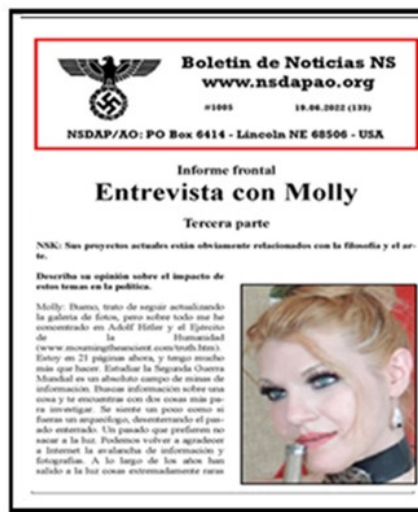 Boletin de Noticias NS
www.nsdapao.org
#1005 19.06.2022 (133)
NSDAP/AO: PO Box 6414 - Lincoln NE 68506 - USA
Informe frontal
Entrevista con Molly
Tercera parte
NSK: Sus proyectos actuales están obviamente relacionados con la filosofía y el ar-
te.
Describa su opinión sobre el impacto de
estos temas en la política.
Molly: Bueno, trato de seguir actualizando
la galería de fotos, pero sobre todo me he
concentrado en Adolf Hitler y el Ejército
de la Humanidad
(www.mourningtheancient.com/truth.htm).
Estoy en 21 páginas ahora, y tengo mucho
más que hacer. Estudiar la Segunda Guerra
Mundial es un absoluto campo de minas de
información. Buscas información sobre una
cosa y te encuentras con dos cosas más pa-
ra investigar. Se siente un poco como si
fueras un arqueólogo, desenterrando el pas-
ado enterrado. Un pasado que prefieren no
sacar a la luz. Podemos volver a agradecer
a Internet la avalancha de información y
fotografías. A lo largo de los años han
salido a la luz cosas extremadamente raras